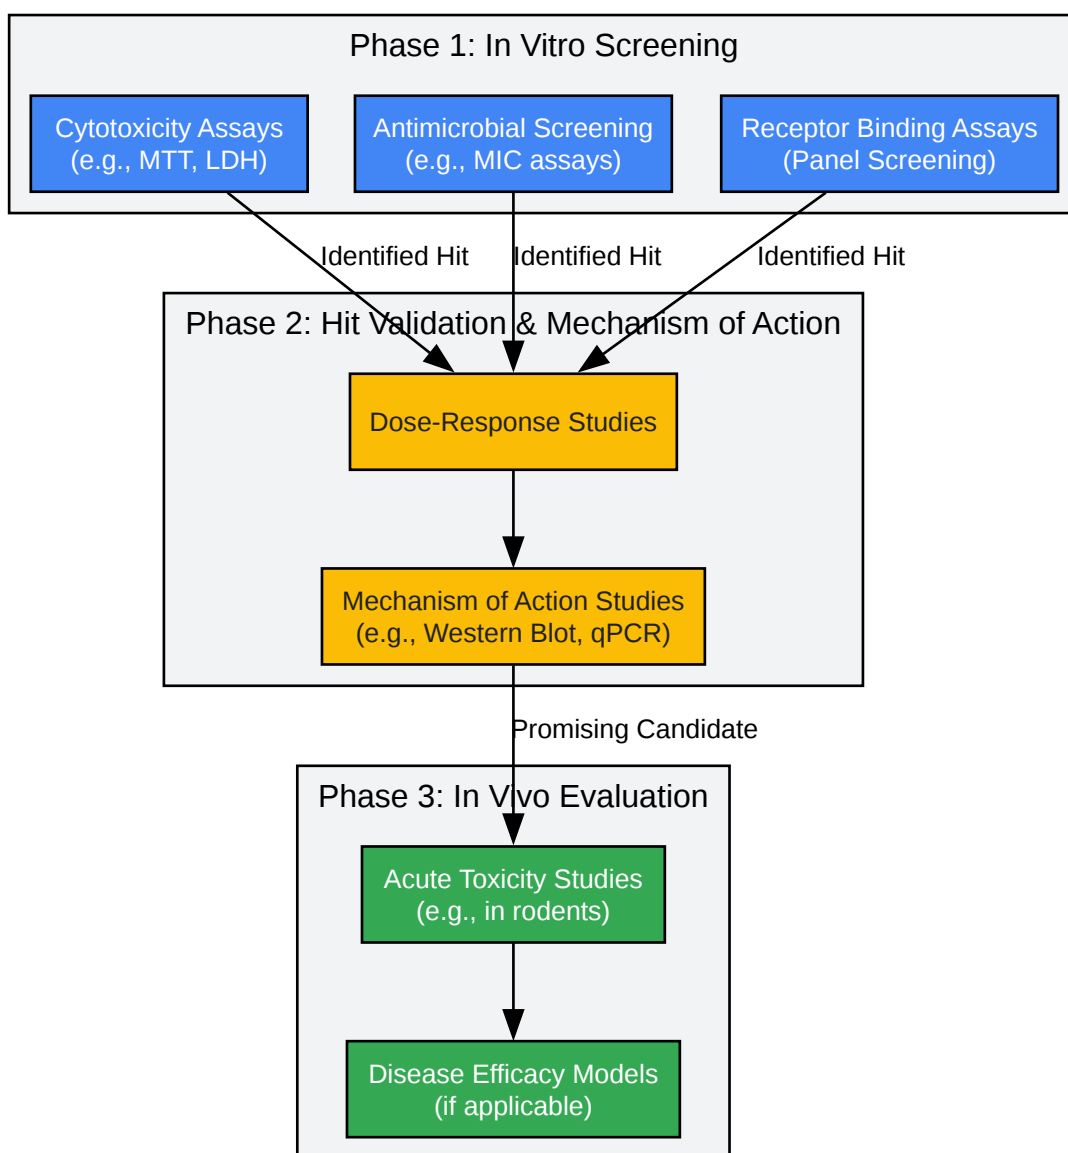 Phase 1: In Vitro Screening
Cytotoxicity Assays
(e.g., MTT, LDH)
Antimicrobial Screening
(e.g., MIC assays)
Receptor Binding Assays
(Panel Screening)
Identified Hit
Identified Hit
Identified Hit
Phase 2: Hit Validation & Mechanism of Action
Dose-Response Studies
Mechanism of Action Studies
(e.g., Western Blot, qPCR)
Promising Candidate
Phase 3: In Vivo Evaluation
Acute Toxicity Studies
(e.g., in rodents)
Disease Efficacy Models
(if applicable)